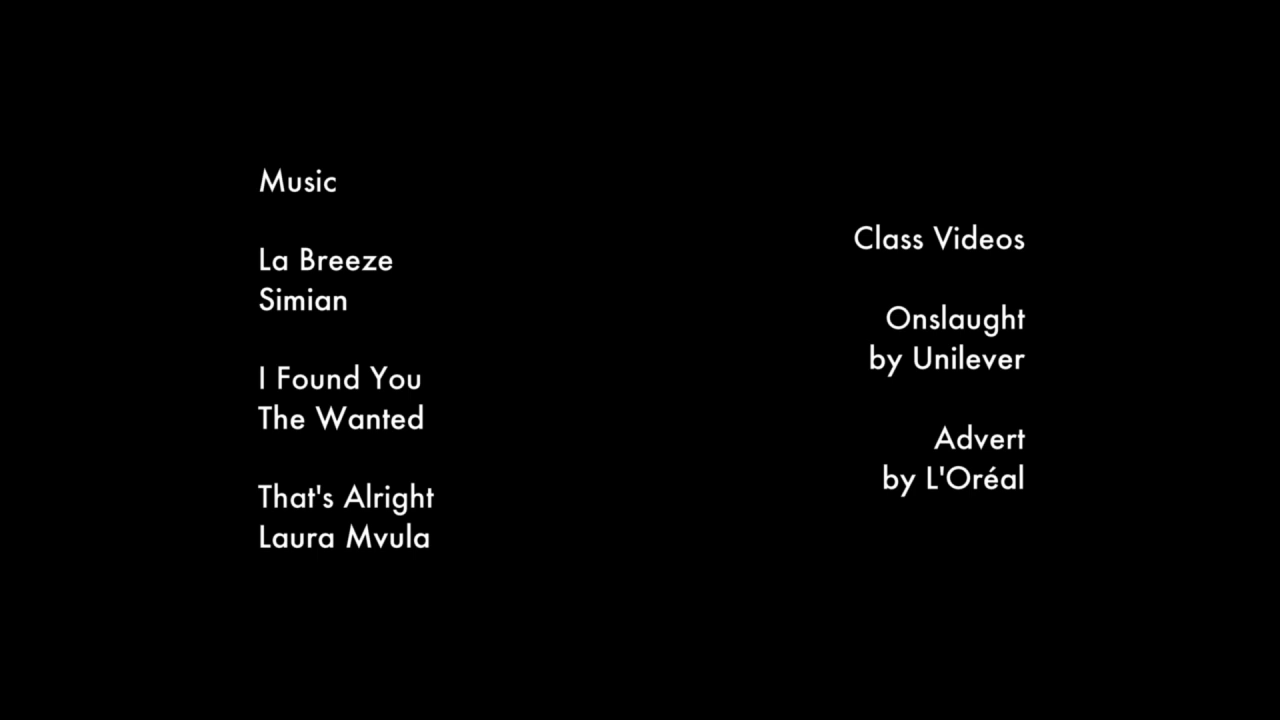 Music
La Breeze
Simian
I Found You
The Wanted
That's Alright
Laura Mvula
Class Videos
Onslaught
by Unilever
Advert
by L'Oréal